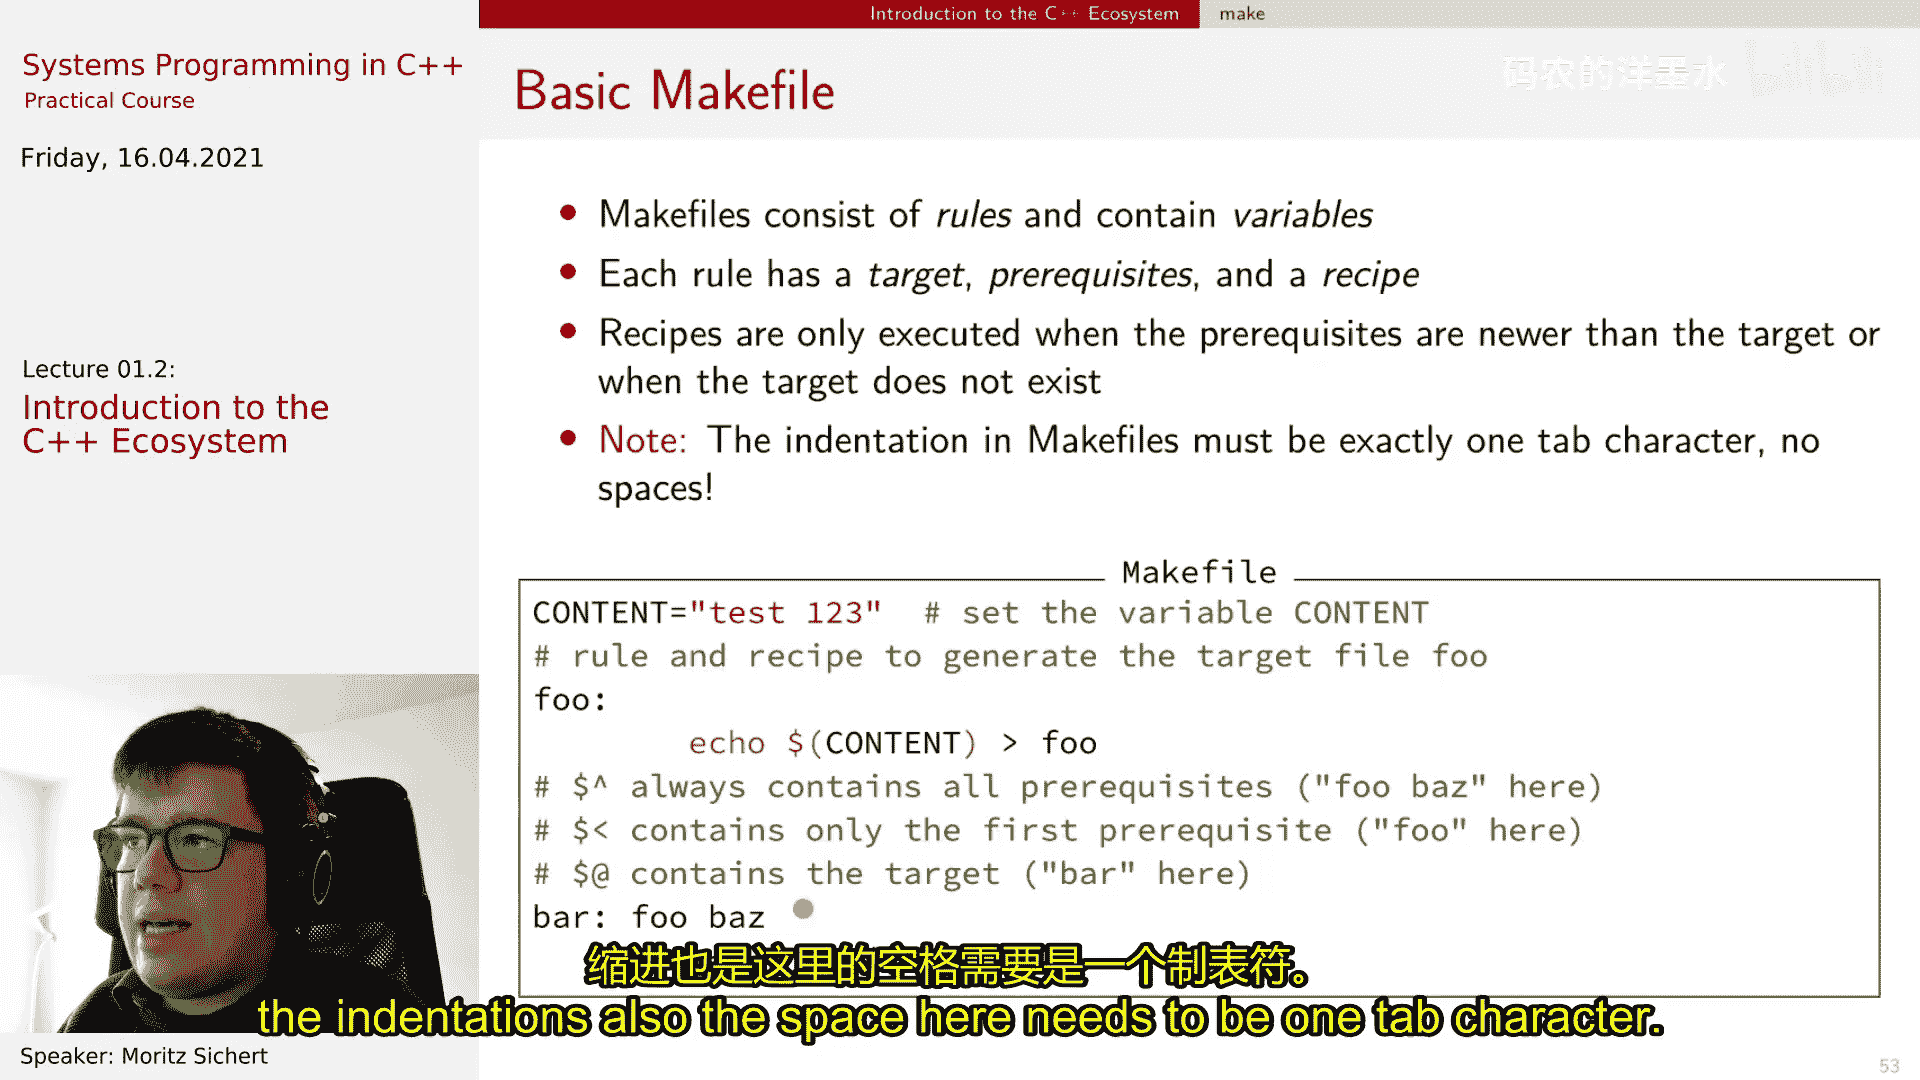 Introduction to the C++ Ecosystem
make
Systems Programming in C++
Practical Course
Friday, 16.04.2021
Lecture 01.2:
Introduction to the
C++ Ecosystem
Speaker: Moritz Sichert
码农的洋墨水 bilibili
Basic Makefile
• Makefiles consist of rules and contain variables
• Each rule has a target, prerequisites, and a recipe
• Recipes are only executed when the prerequisites are newer than the target or
when the target does not exist
• Note: The indentation in Makefiles must be exactly one tab character, no
spaces!
Makefile
CONTENT="test 123"  # set the variable CONTENT
# rule and recipe to generate the target file foo
foo:
        echo $(CONTENT) > foo
# $^ always contains all prerequisites ("foo baz" here)
# $< contains only the first prerequisite ("foo" here)
# $@ contains the target ("bar" here)
bar: foo baz
缩进也是这里的空格需要是一个制表符。
the indentations also the space here needs to be one tab character.
53